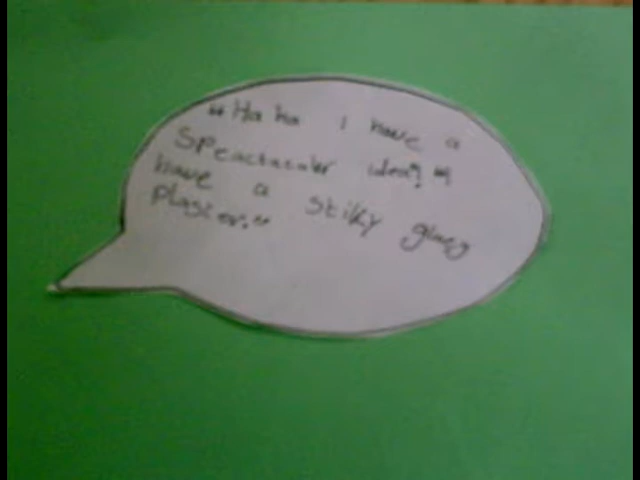 "Ha ha i have a
Speactacular idea! "I
have a stiky gluey
Plaster."